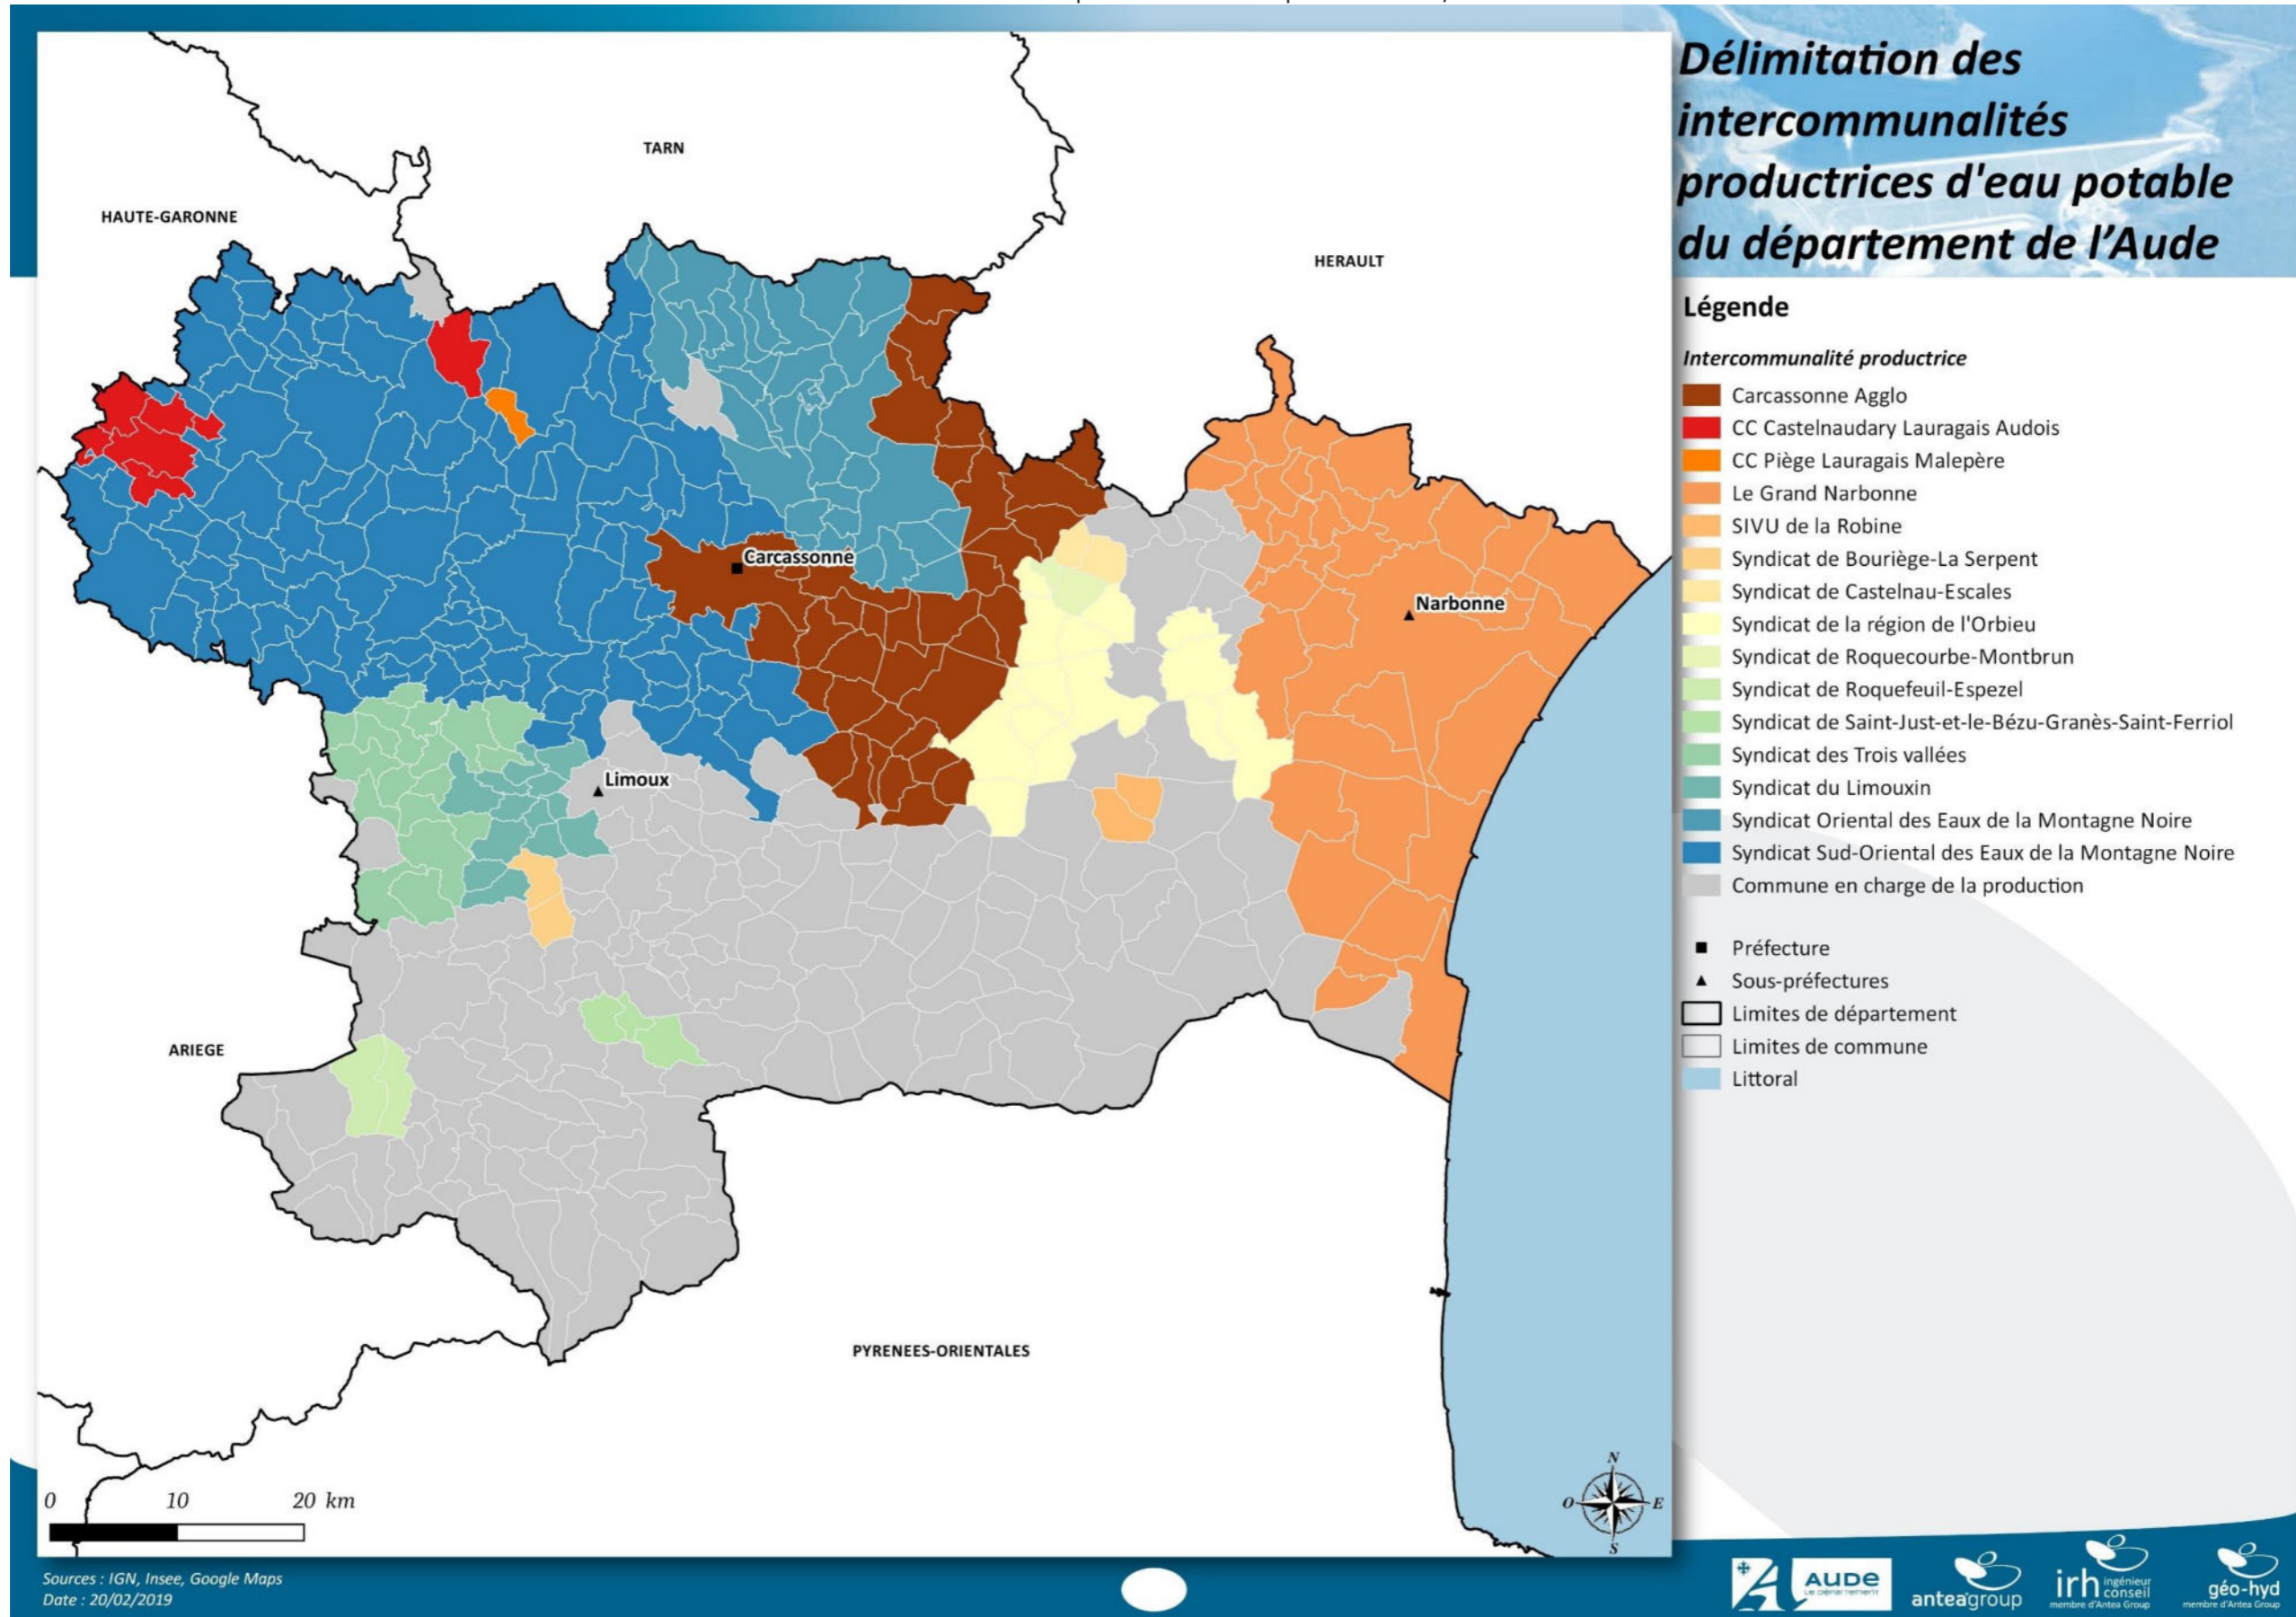 Délimitation des
intercommunalités
productrices d'eau potable
du département de l’Aude
TARN
HAUTE-GARONNE
HERAULT
Carcassonne
Narbonne
Limoux
ARIEGE
PYRENEES-ORIENTALES
0 10 20 km
N
O E
S
Légende
Intercommunalité productrice
Carcassonne Agglo
CC Castelnaudary Lauragais Audois
CC Piège Lauragais Malepère
Le Grand Narbonne
SIVU de la Robine
Syndicat de Bouriège-La Serpent
Syndicat de Castelnau-Escales
Syndicat de la région de l'Orbieu
Syndicat de Roquecourbe-Montbrun
Syndicat de Roquefeuil-Espezel
Syndicat de Saint-Just-et-le-Bézu-Granès-Saint-Ferriol
Syndicat des Trois vallées
Syndicat du Limouxin
Syndicat Oriental des Eaux de la Montagne Noire
Syndicat Sud-Oriental des Eaux de la Montagne Noire
Commune en charge de la production
Préfecture
Sous-préfectures
Limites de département
Limites de commune
Littoral
Sources : IGN, Insee, Google Maps
Date : 20/02/2019
AUDE
LE DÉPARTEMENT
anteagroup
irh ingénieur
conseil
membre d'Antea Group
géo-hyd
membre d'Antea Group